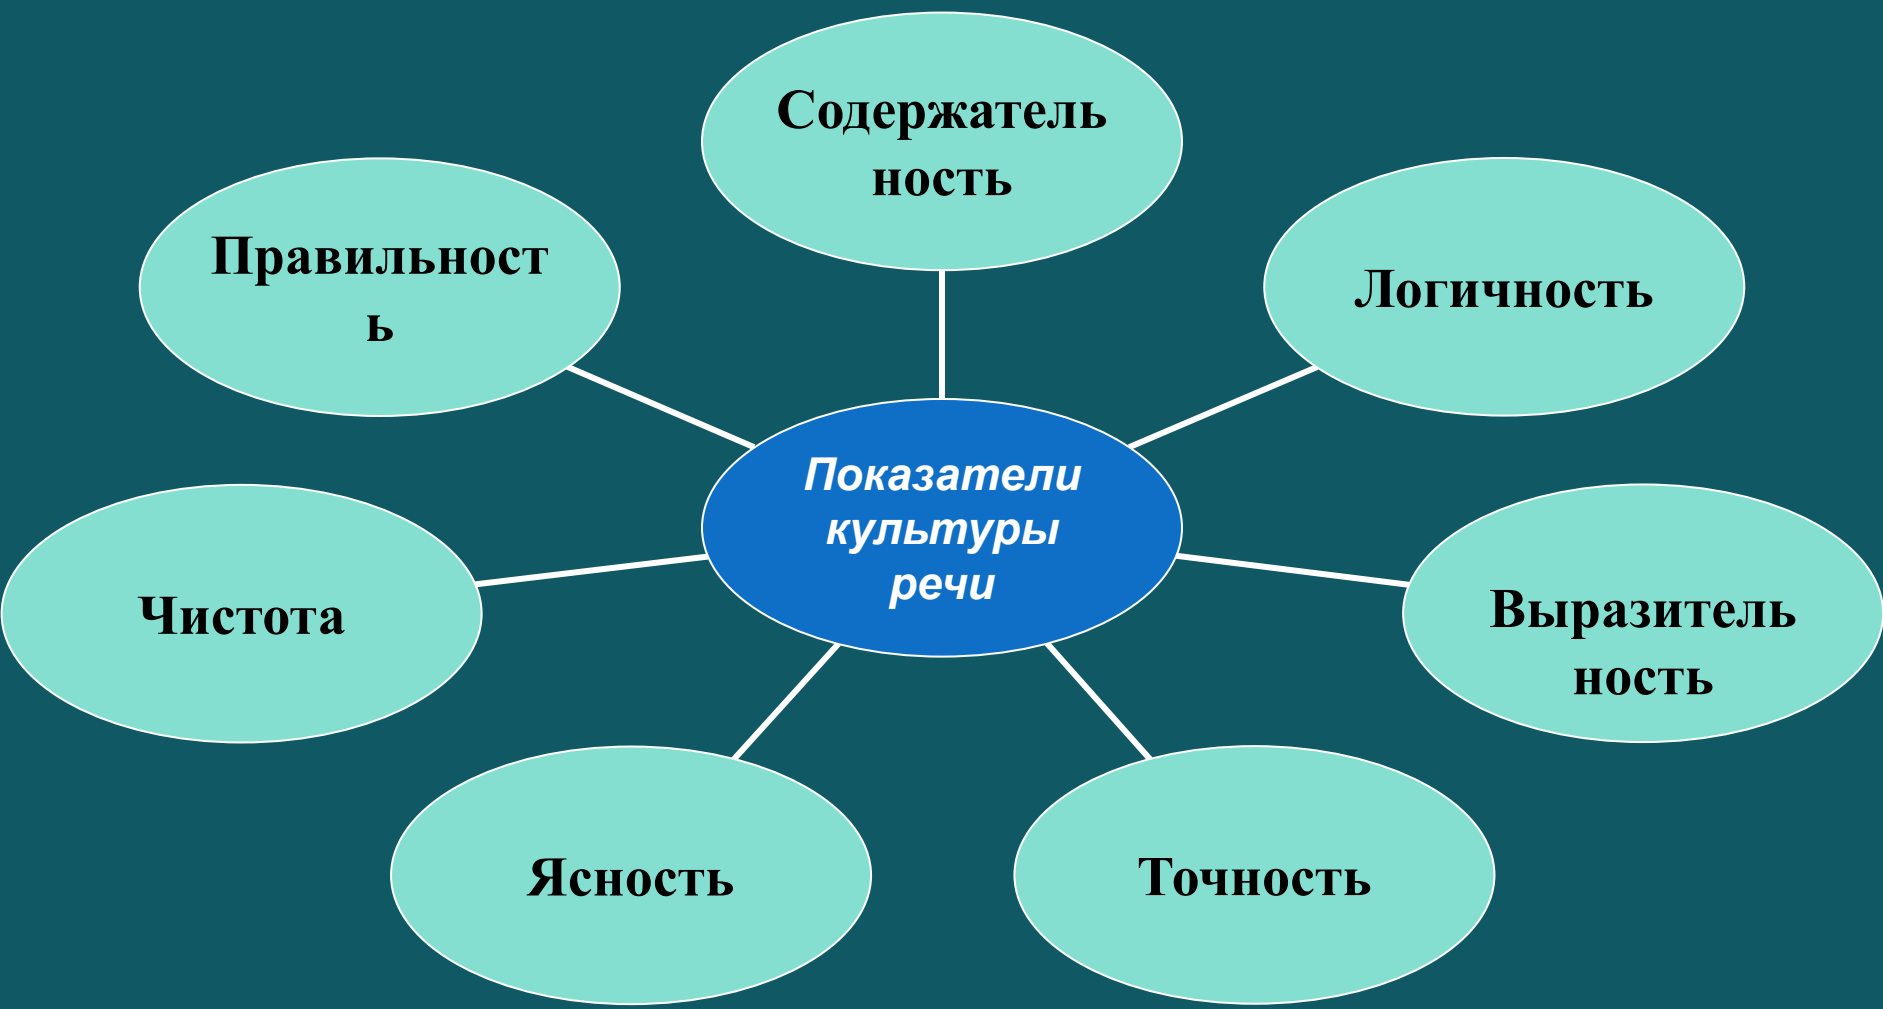 Содержатель
ность
Правильност
ь
Логичность
Показатели
культуры
речи
Чистота
Выразитель
ность
Ясность
Точность